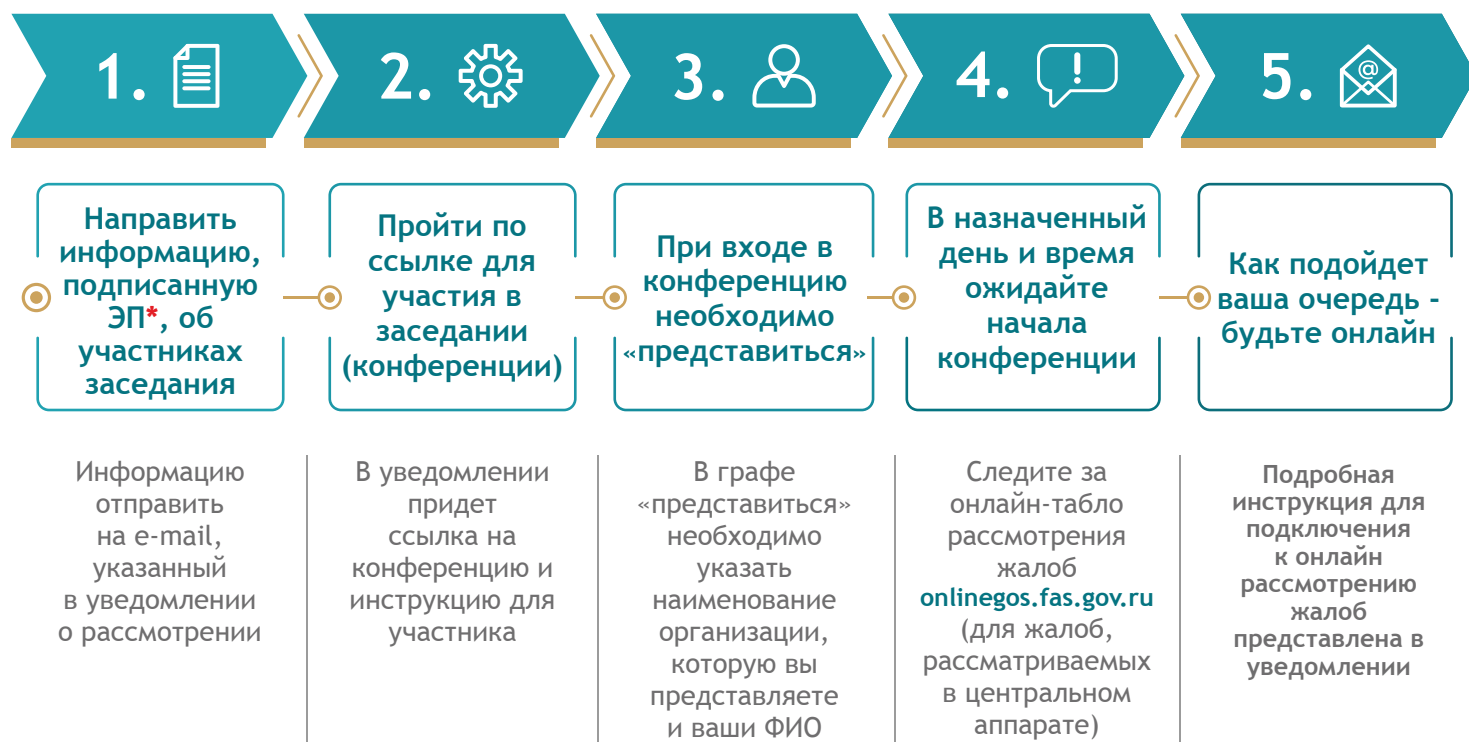 1.
2.
3.
4.
5.
Направить
информацию,
подписанную
ЭП*, об
участниках
заседания
Пройти по
ссылке для
участия в
заседании
(конференции)
При входе в
конференцию
необходимо
«представиться»
В назначенный
день и время
ожидайте
начала
конференции
Как подойдет
ваша очередь -
будьте онлайн
Информацию
отправить
на e-mail,
указанный
в уведомлении
о рассмотрении
В уведомлении
придет
ссылка на
конференцию и
инструкцию для
участника
В графе
«представиться»
необходимо
указать
наименование
организации,
которую вы
представляете
и ваши ФИО
Следите за
онлайн-табло
рассмотрения
жалоб
onlinegos.fas.gov.ru
(для жалоб,
рассматриваемых
в центральном
аппарате)
Подробная
инструкция для
подключения
к онлайн
рассмотрению
жалоб
представлена в
уведомлении